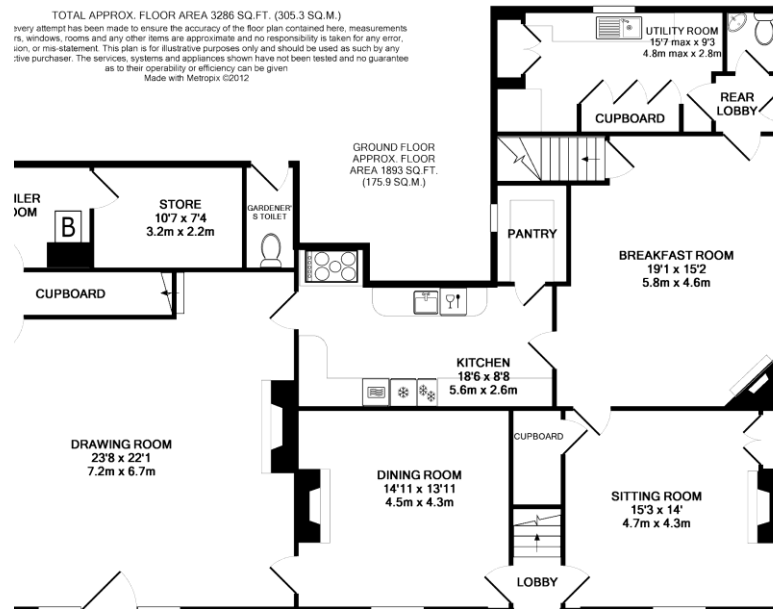 TOTAL APPROX. FLOOR AREA 3286 SQ.FT. (305.3 SQ.M.)
every attempt has been made to ensure the accuracy of the floor plan contained here, measurements
rs, windows, rooms and any other items are approximate and no responsibility is taken for any error,
sion, or mis-statement. This plan is for illustrative purposes only and should be used as such by any
ctive purchaser. The services, systems and appliances shown have not been tested and no guarantee
as to their operability or efficiency can be given
Made with Metropix ©2012
UTILITY ROOM
15'7 max x 9'3
4.8m max x 2.8m
CUPBOARD
REAR
LOBBY
GROUND FLOOR
APPROX. FLOOR
AREA 1893 SQ.FT.
(175.9 SQ.M.)
ILER
OOM
B
STORE
10'7 x 7'4
3.2m x 2.2m
GARDENER'
S TOILET
PANTRY
BREAKFAST ROOM
19'1 x 15'2
5.8m x 4.6m
CUPBOARD
KITCHEN
18'6 x 8'8
5.6m x 2.6m
DRAWING ROOM
23'8 x 22'1
7.2m x 6.7m
DINING ROOM
14'11 x 13'11
4.5m x 4.3m
CUPBOARD
SITTING ROOM
15'3 x 14'
4.7m x 4.3m
LOBBY